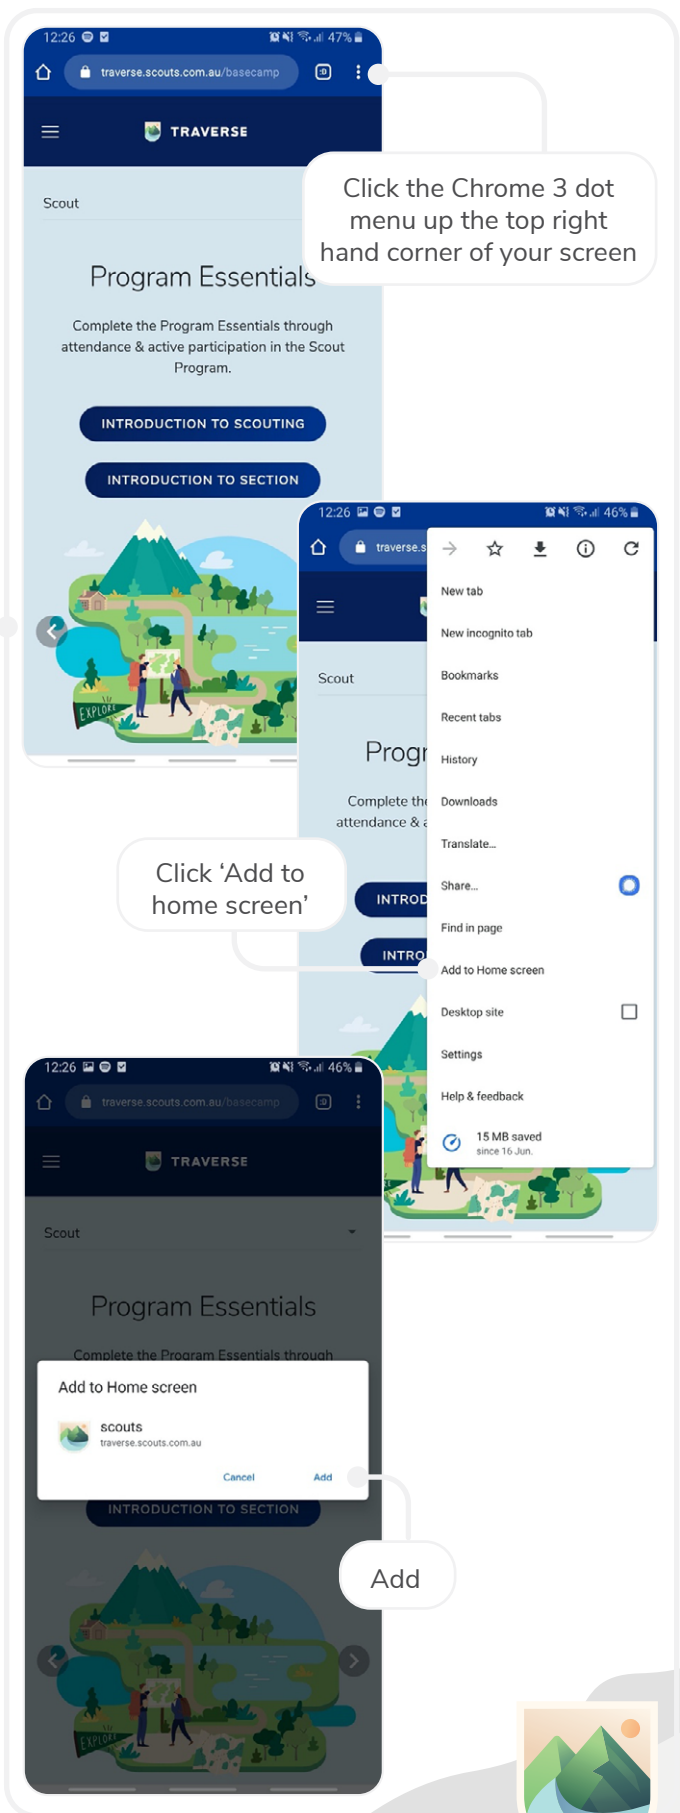 12:26
47%
traverse.scouts.com.au/basecamp
:D
TRAVERSE
Click the Chrome 3 dot
menu up the top right
hand corner of your screen
Scout
Program Essentials
Complete the Program Essentials through
attendance & active participation in the Scout
Program.
INTRODUCTION TO SCOUTING
INTRODUCTION TO SECTION
EXPLORE
12:26
46%
traverse.s
New tab
New incognito tab
Scout
Bookmarks
Recent tabs
Progr
History
Complete the
Downloads
attendance & a
Translate...
Click ‘Add to
home screen’
Share...
INTROD
Find in page
INTRO
Add to Home screen
Desktop site
Settings
Help & feedback
15 MB saved
since 16 Jun.
12:26
46%
traverse.scouts.com.au/basecamp
:D
TRAVERSE
Scout
Program Essentials
Complete the Program Essentials through
Add to Home screen
scouts
traverse.scouts.com.au
Cancel
Add
INTRODUCTION TO SECTION
Add
EXPLORE